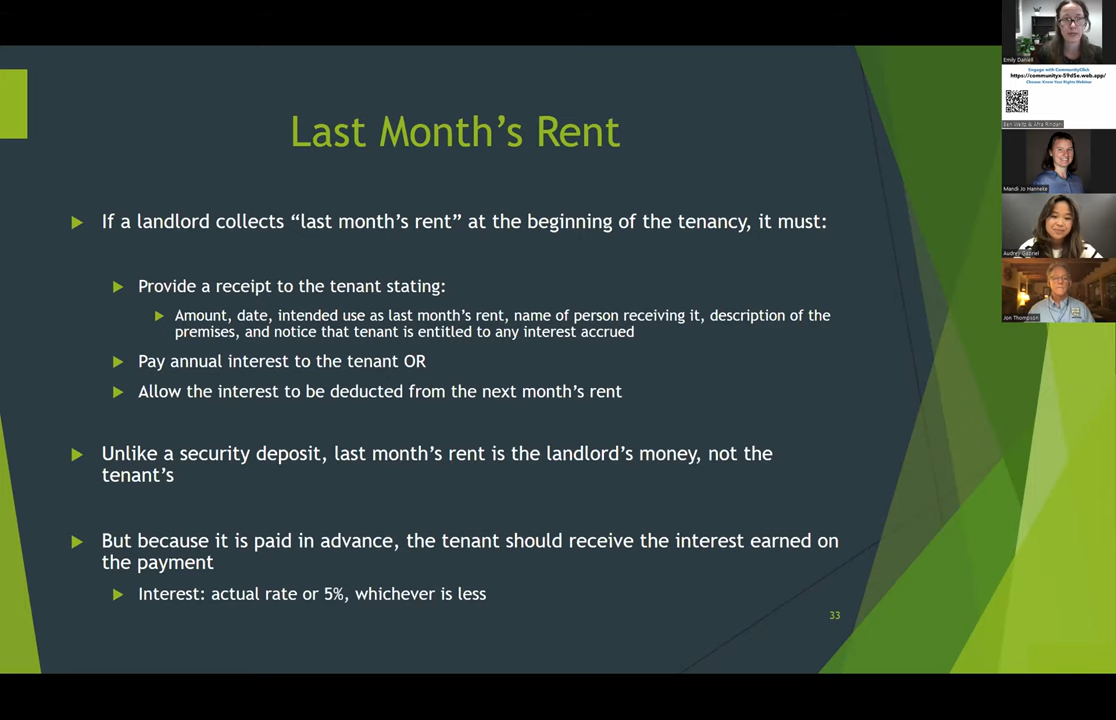 Last Month's Rent
If a landlord collects “last month's rent” at the beginning of the tenancy, it must:
Provide a receipt to the tenant stating:
Amount, date, intended use as last month's rent, name of person receiving it, description of the
premises, and notice that tenant is entitled to any interest accrued
Pay annual interest to the tenant OR
Allow the interest to be deducted from the next month's rent
Unlike a security deposit, last month's rent is the landlord's money, not the
tenant's
But because it is paid in advance, the tenant should receive the interest earned on
the payment
Interest: actual rate or 5%, whichever is less
33
Emily Daniell
Engage with CommunityClick
https://communityx-59d5e.web.app/
Choose: Know Your Rights Webinar
Ben Weitz & Afra Rindani
Mandi Jo Hanneke
Audrey Gabriel
Jon Thompson